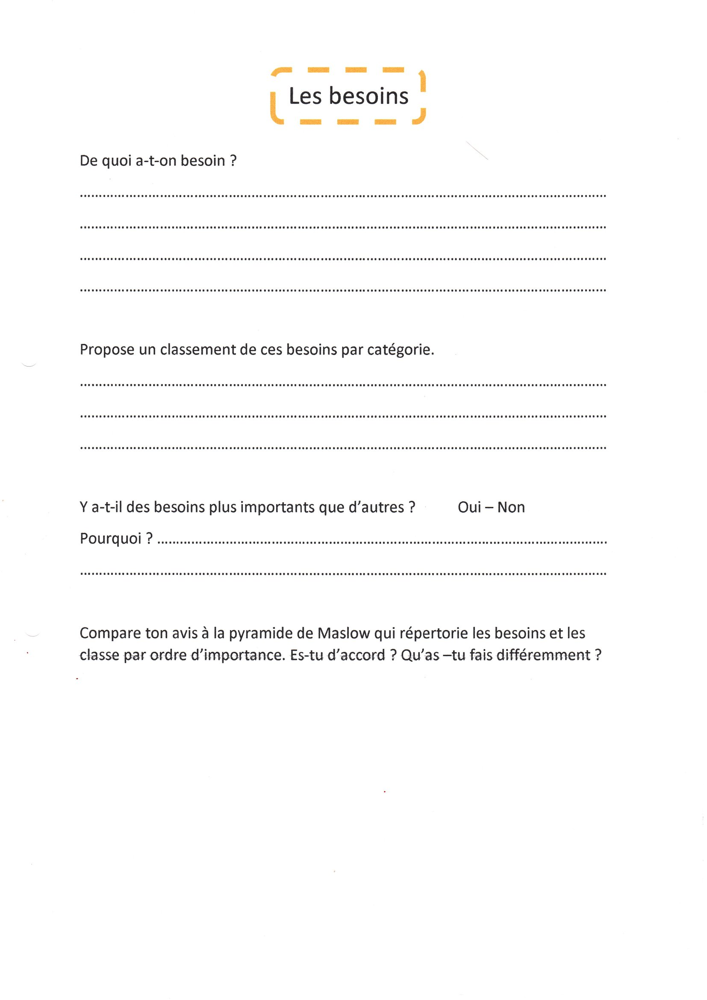 Les besoins
De quoi a-t-on besoin ?
................................................................................
................................................................................
................................................................................
................................................................................
Propose un classement de ces besoins par catégorie.
................................................................................
................................................................................
................................................................................
Y a-t-il des besoins plus importants que d’autres ? Oui – Non
Pourquoi ? ................................................................................
................................................................................
Compare ton avis à la pyramide de Maslow qui répertorie les besoins et les
classe par ordre d’importance. Es-tu d’accord ? Qu’as –tu fais différemment ?